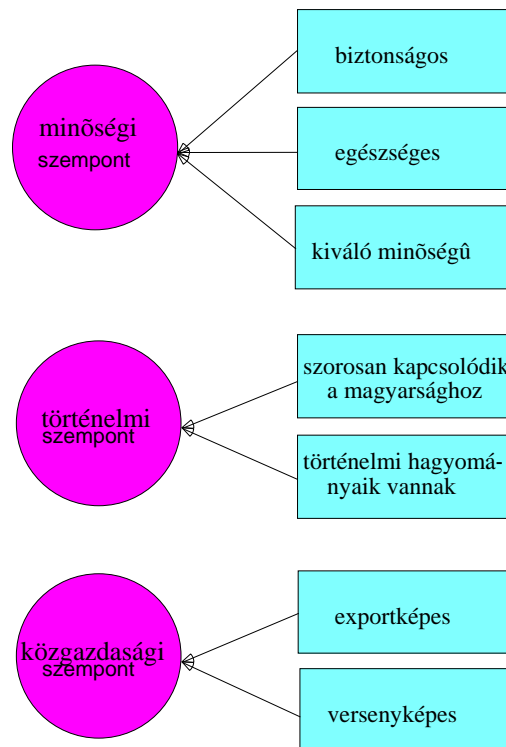 minõségi
szempont
biztonságos
egészséges
kiváló minõségû
történelmi
szempont
szorosan kapcsolódik
a magyarsághoz
történelmi hagyomá-
nyaik vannak
közgazdasági
szempont
exportképes
versenyképes